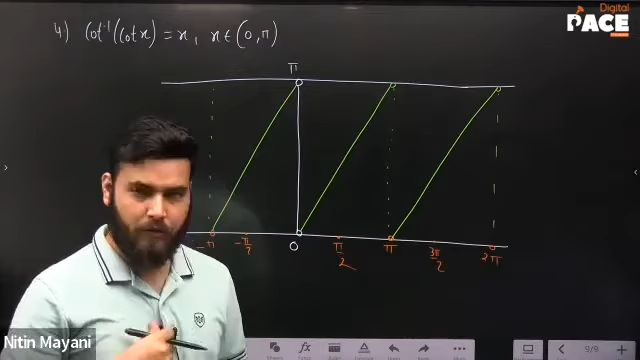 Digital
PACE
4) Cot⁻¹(Cot x) = x, x ∈ (0, π)
π
-π
-π/2
0
π/2
π
3π/2
2π
Nitin Mayani
9/9